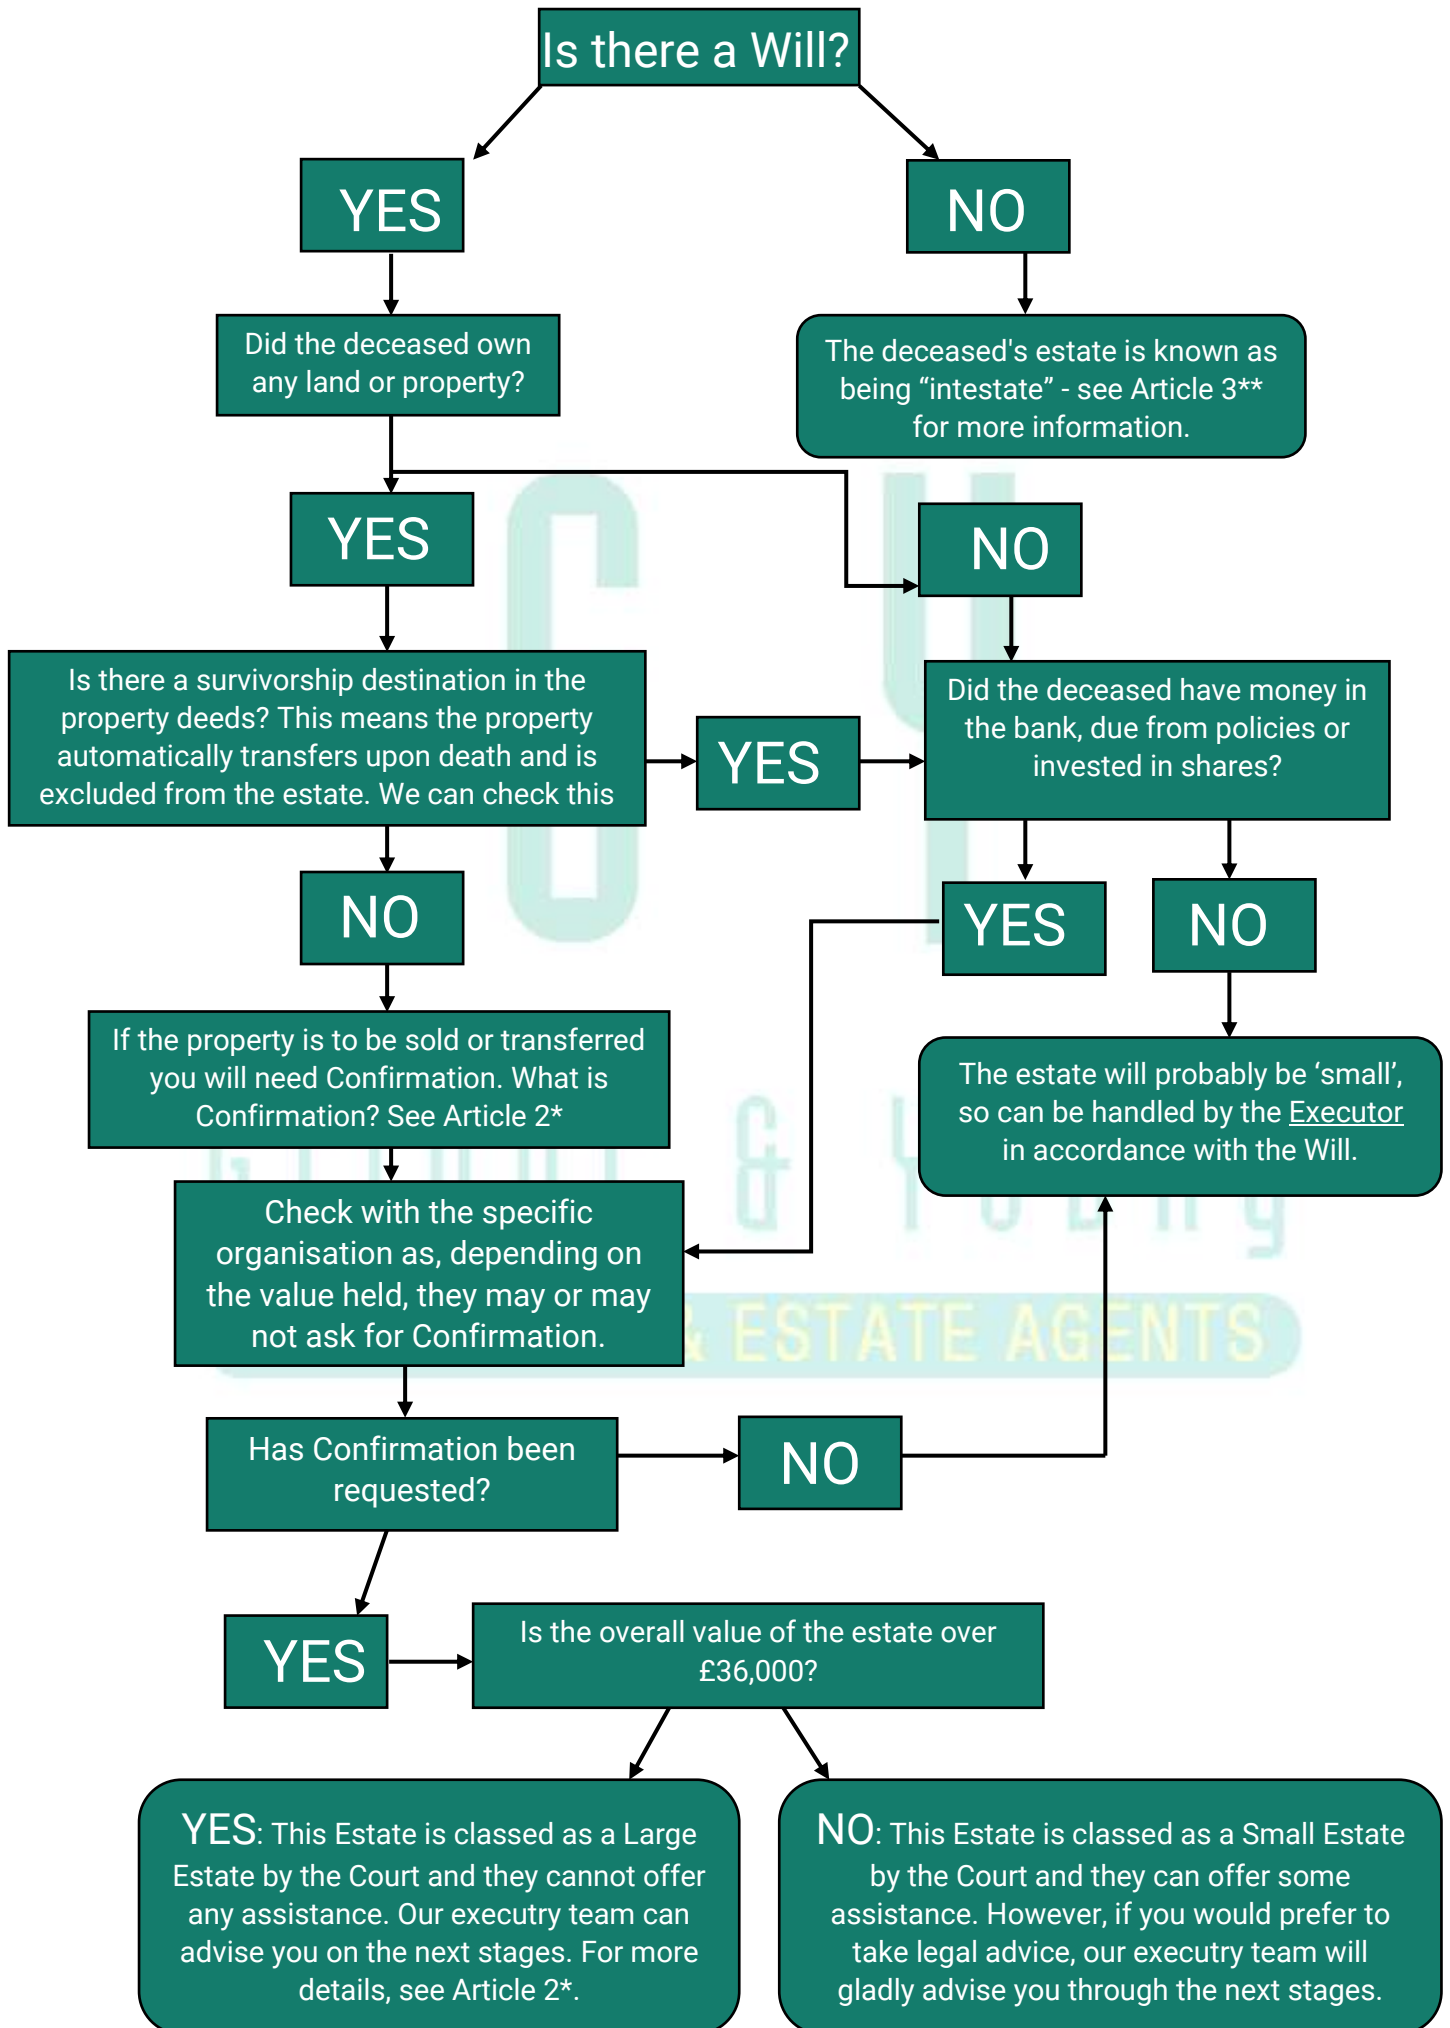 Is there a Will?
YES
NO
Did the deceased own
any land or property?
The deceased's estate is known as
being “intestate” - see Article 3**
for more information.
YES
NO
Is there a survivorship destination in the
property deeds? This means the property
automatically transfers upon death and is
excluded from the estate. We can check this
YES
Did the deceased have money in
the bank, due from policies or
invested in shares?
NO
YES
NO
If the property is to be sold or transferred
you will need Confirmation. What is
Confirmation? See Article 2*
The estate will probably be ‘small’,
so can be handled by the Executor
in accordance with the Will.
Check with the specific
organisation as, depending on
the value held, they may or may
not ask for Confirmation.
& ESTATE AGENTS
Has Confirmation been
requested?
NO
YES
Is the overall value of the estate over
£36,000?
YES: This Estate is classed as a Large
Estate by the Court and they cannot offer
any assistance. Our executry team can
advise you on the next stages. For more
details, see Article 2*.
NO: This Estate is classed as a Small Estate
by the Court and they can offer some
assistance. However, if you would prefer to
take legal advice, our executry team will
gladly advise you through the next stages.